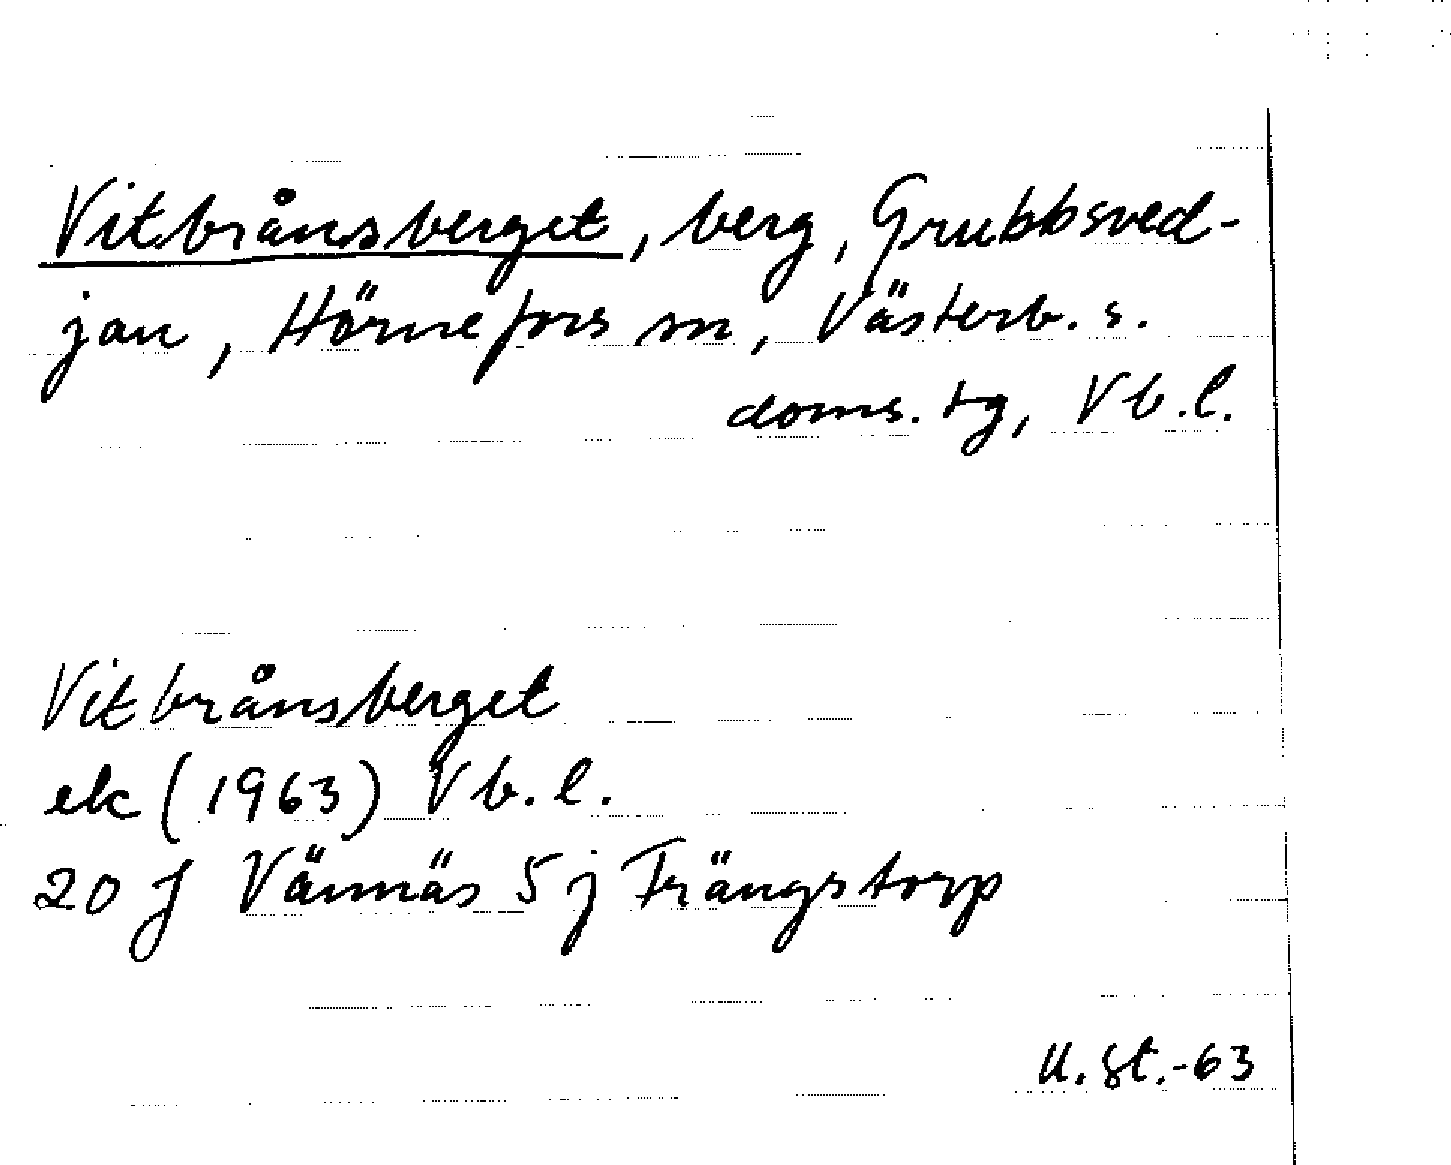 Vitbrånsberget, berg, Grubbsved-
jan, Hörnefors sn, Västerb. s.
doms. tg, Vb.l.
Vitbrånsberget
ek (1963) Vb.l.
20 J Vännäs 5 j Trängstorp
U. St.-63